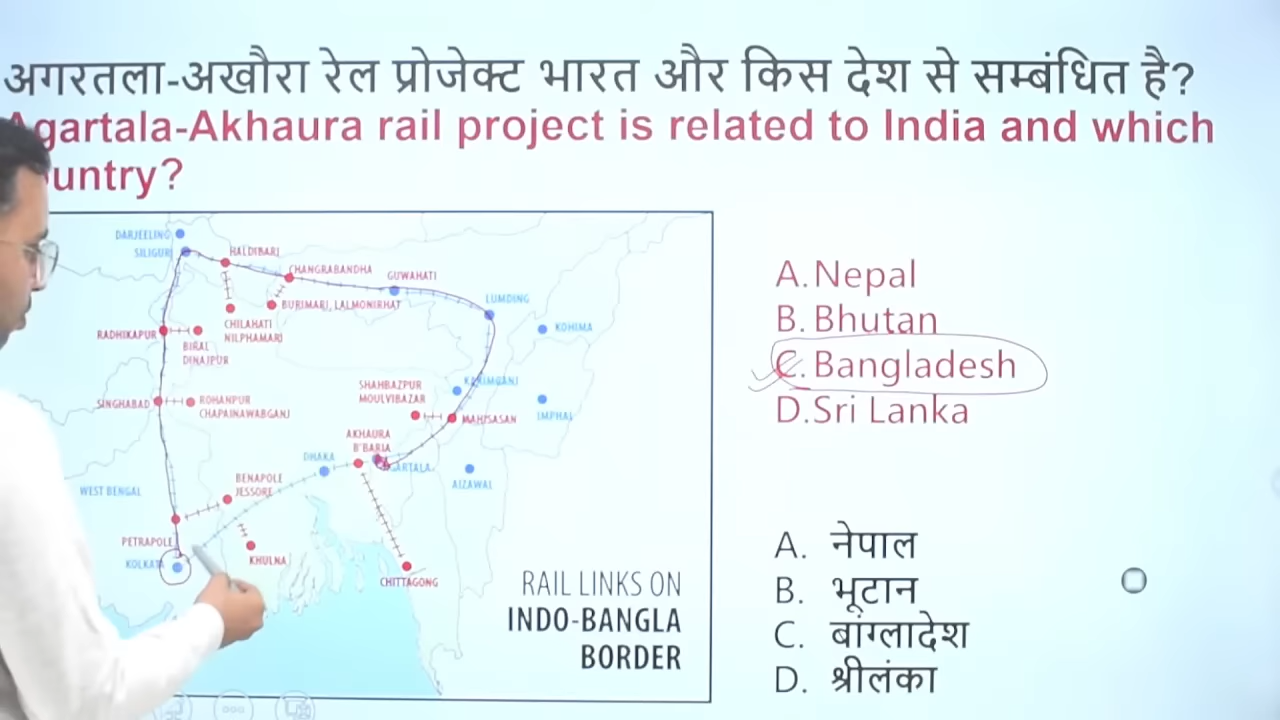 अगरतला-अखौरा रेल प्रोजेक्ट भारत और किस देश से सम्बंधित है?
Agartala-Akhaura rail project is related to India and which
untry?
DARJEELING
SILIGURI
HALDIBARI
CHANGRABANDHA
GUWAHATI
BURIMARI, LALMONIRHAT
LUMDING
CHILAHATI
NILPHAMARI
KOHIMA
RADHIKAPUR
BIRAL
DINAJPUR
SHAHBAZPUR
MOULVIBAZAR
KARIMGANJ
SINGHABAD
ROHANPUR
CHAPAINAWABGANJ
MAHISASAN
IMPHAL
AKHAURA
B'BARIA
DHAKA
AGARTALA
AIZAWAL
WEST BENGAL
BENAPOLE
JESSORE
PETRAPOLE
KOLKATA
KHULNA
CHITTAGONG
RAIL LINKS ON
INDO-BANGLA
BORDER
A. Nepal
B. Bhutan
C. Bangladesh
D. Sri Lanka
A. नेपाल
B. भूटान
C. बांग्लादेश
D. श्रीलंका